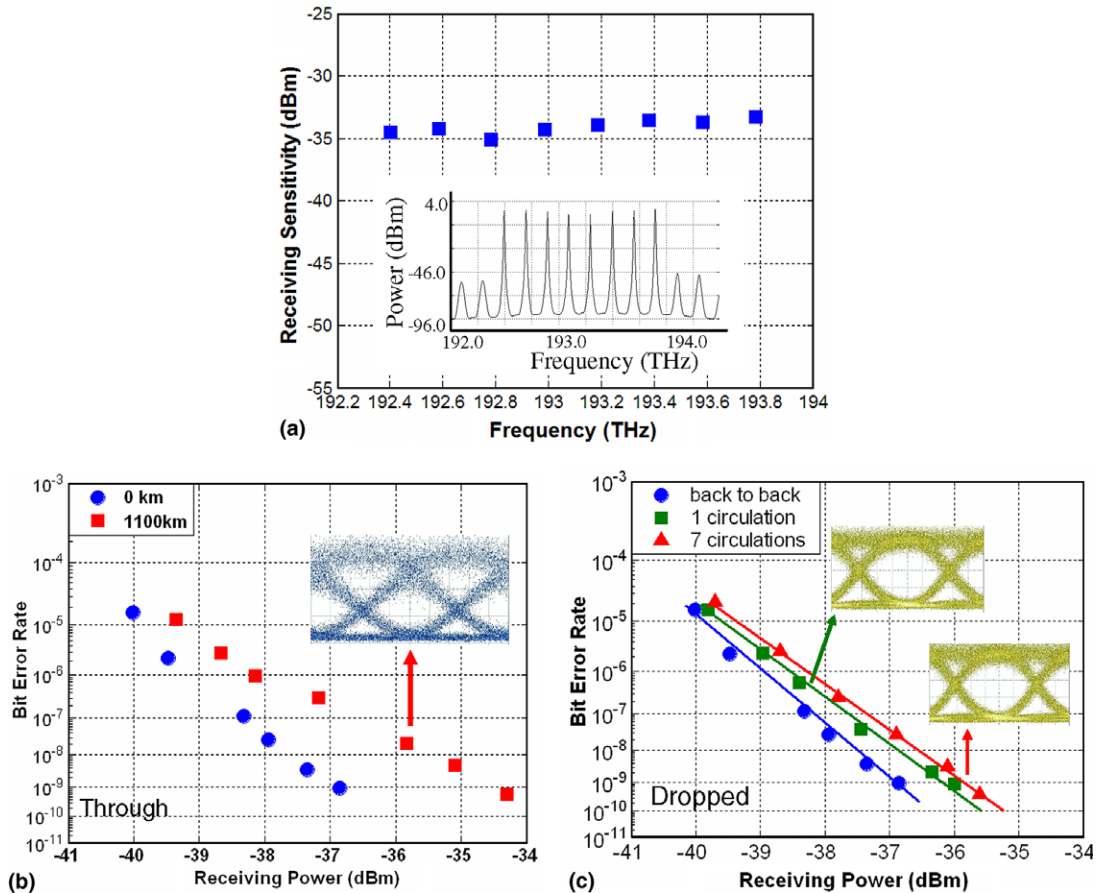 -25
-30
-35
-40
-45
-50
-55
Receiving Sensitivity (dBm)
4.0
-46.0
-96.0
Power (dBm)
192.0 193.0 194.0
Frequency (THz)
192.2 192.4 192.6 192.8 193 193.2 193.4 193.6 193.8 194
(a) Frequency (THz)
10-3
10-4
10-5
10-6
10-7
10-8
10-9
10-10
10-11
Bit Error Rate
0 km
1100km
Through
-41 -40 -39 -38 -37 -36 -35 -34
(b) Receiving Power (dBm)
10-3
10-4
10-5
10-6
10-7
10-8
10-9
10-10
10-11
Bit Error Rate
back to back
1 circulation
7 circulations
Dropped
-41 -40 -39 -38 -37 -36 -35 -34
(c) Receiving Power (dBm)